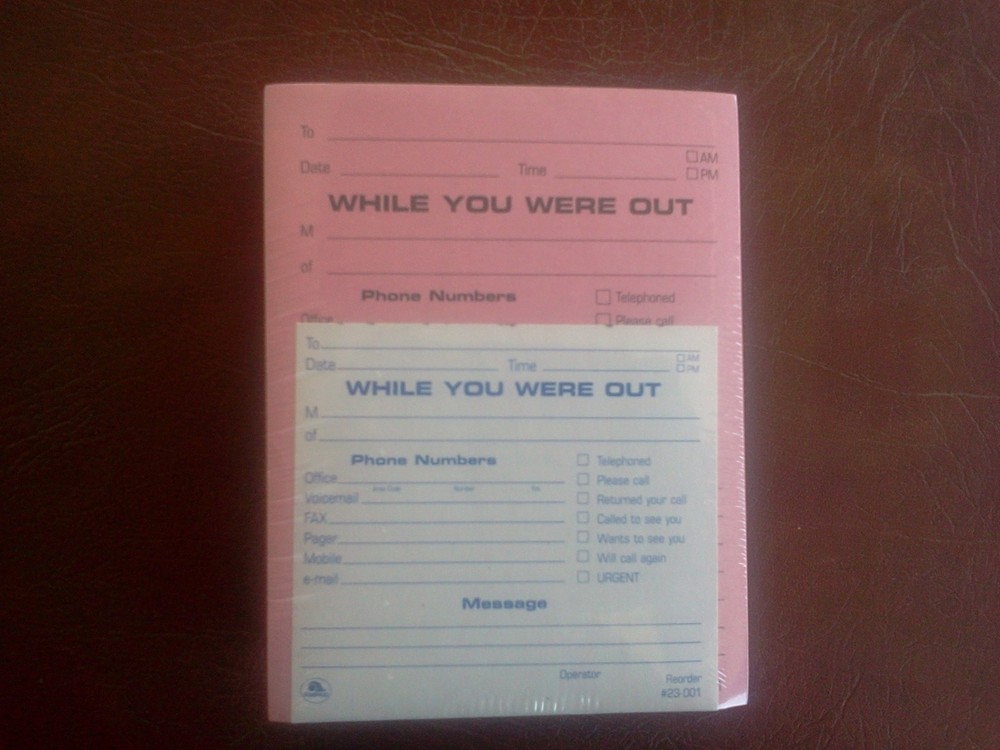 To
AM
Date Time PM
WHILE YOU WERE OUT
M
of
Phone Numbers Telephoned
Office Please call
To
AM
Date Time PM
WHILE YOU WERE OUT
M
of
Phone Numbers Telephoned
Office Please call
Voicemail Returned your call
FAX Called to see you
Pager Wants to see you
Mobile Will call again
e-mail URGENT
Message
Operator Reorder
#23-001